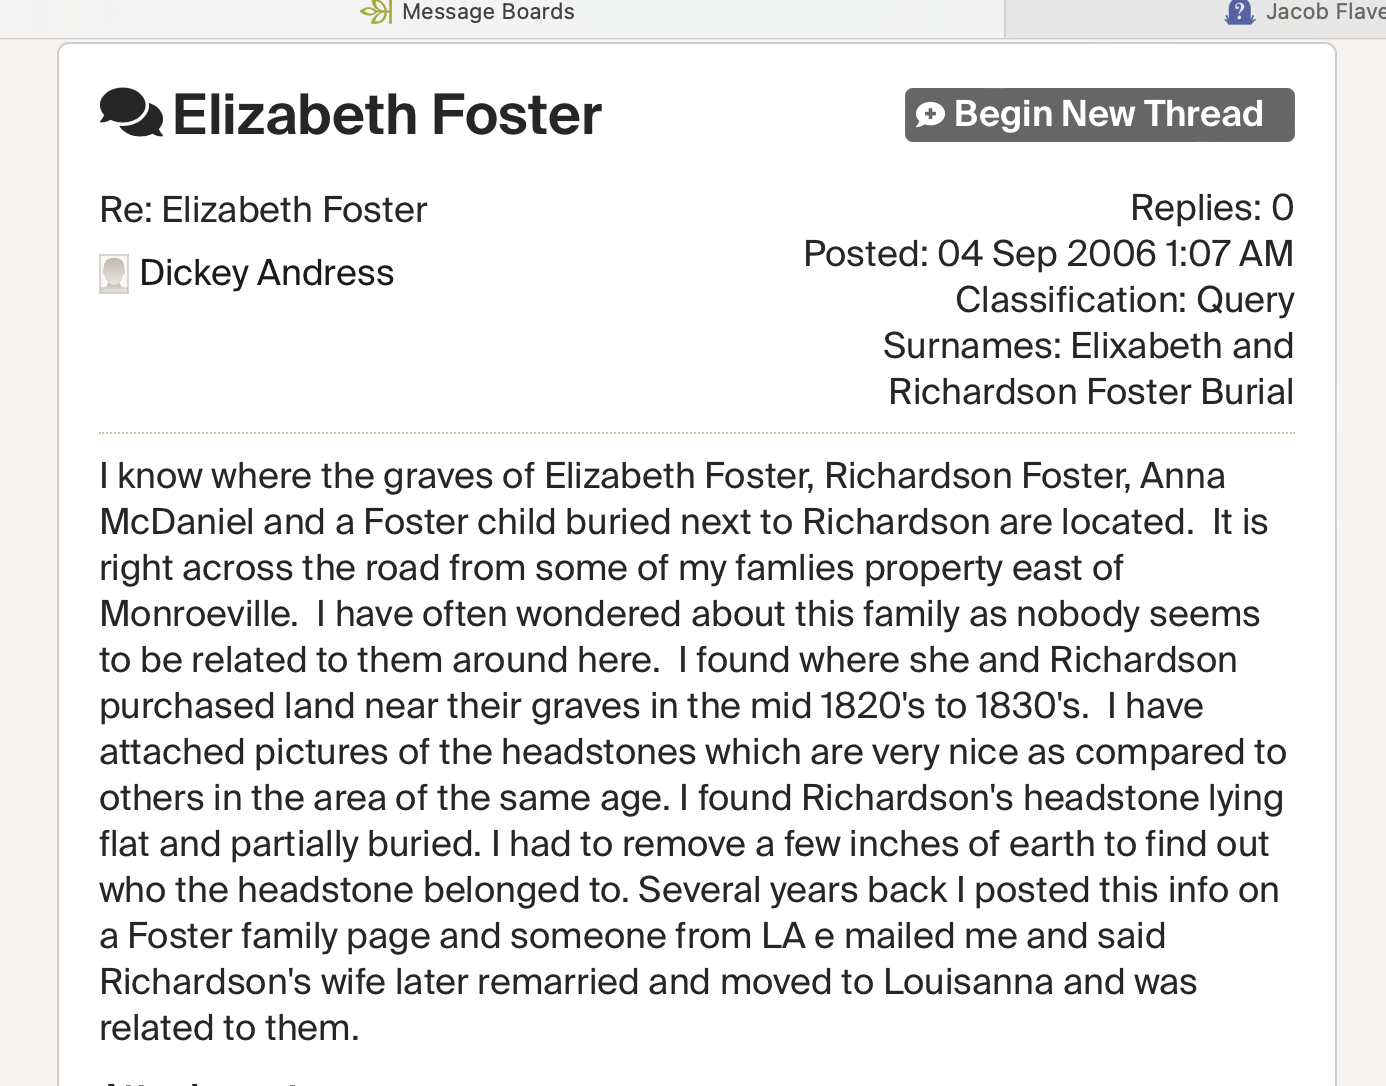 Message Boards
Jacob Flave
Elizabeth Foster
Begin New Thread
Re: Elizabeth Foster
Dickey Andress
Replies: 0
Posted: 04 Sep 2006 1:07 AM
Classification: Query
Surnames: Elixabeth and
Richardson Foster Burial
I know where the graves of Elizabeth Foster, Richardson Foster, Anna
McDaniel and a Foster child buried next to Richardson are located.  It is
right across the road from some of my famlies property east of
Monroeville.  I have often wondered about this family as nobody seems
to be related to them around here.  I found where she and Richardson
purchased land near their graves in the mid 1820's to 1830's.  I have
attached pictures of the headstones which are very nice as compared to
others in the area of the same age. I found Richardson's headstone lying
flat and partially buried. I had to remove a few inches of earth to find out
who the headstone belonged to. Several years back I posted this info on
a Foster family page and someone from LA e mailed me and said
Richardson's wife later remarried and moved to Louisanna and was
related to them.